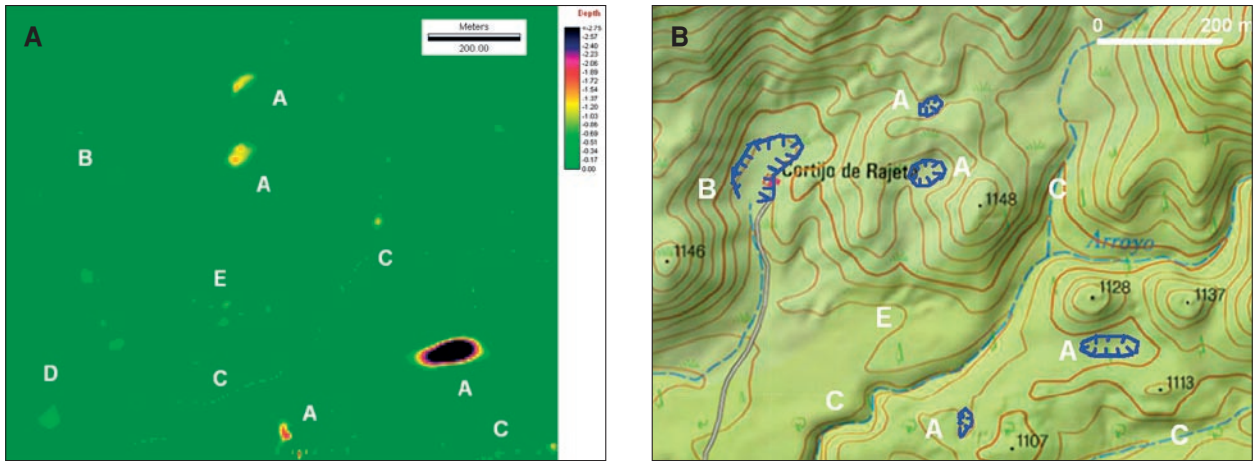 A
Meters
200.00
Depth
+-2.75
-2.57
-2.40
-2.23
-2.06
-1.89
-1.72
-1.54
-1.37
-1.20
-1.03
-0.86
-0.69
-0.51
-0.34
-0.17
0.00
A
B
A
C
E
D
C
A
A
C
B
0 200 m
A
Cortijo de Rajeta
A
B
C
1148
Arroyo
1146
1128
1137
E
A
1113
C
A
C
1107